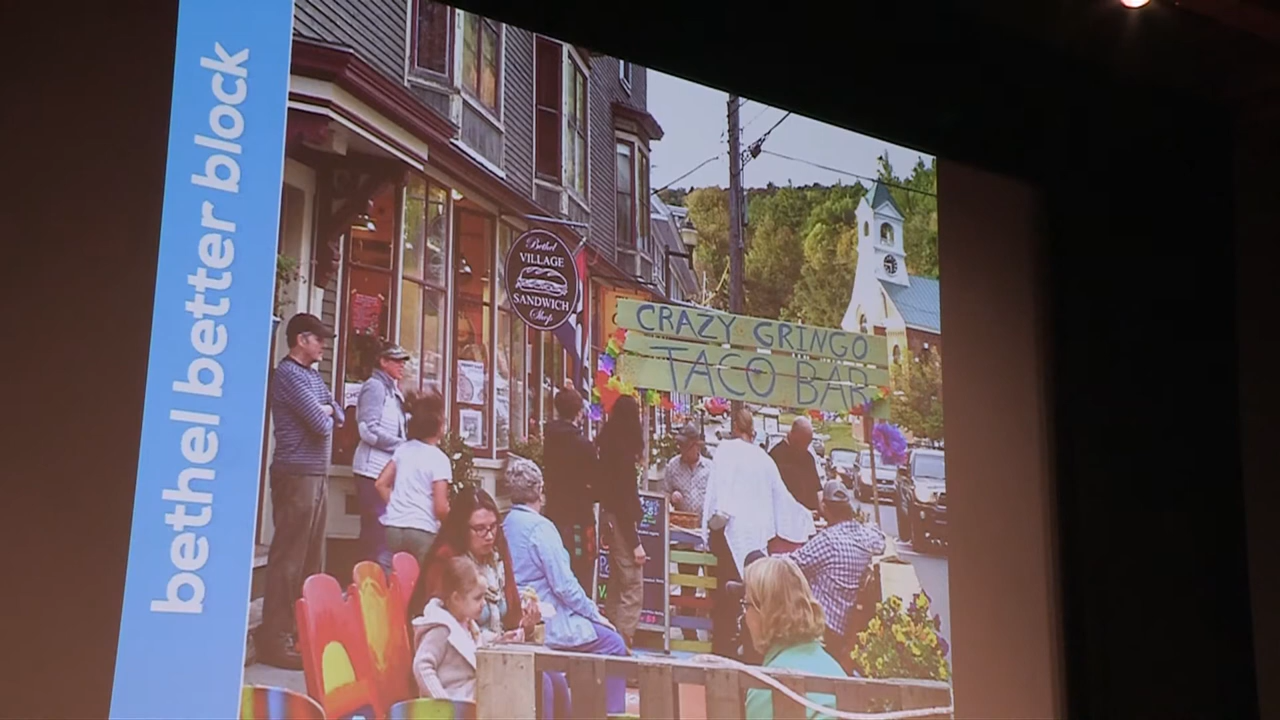 bethel better block
Bethel
VILLAGE
SANDWICH
Shop
CRAZY GRINGO
TACO BAR